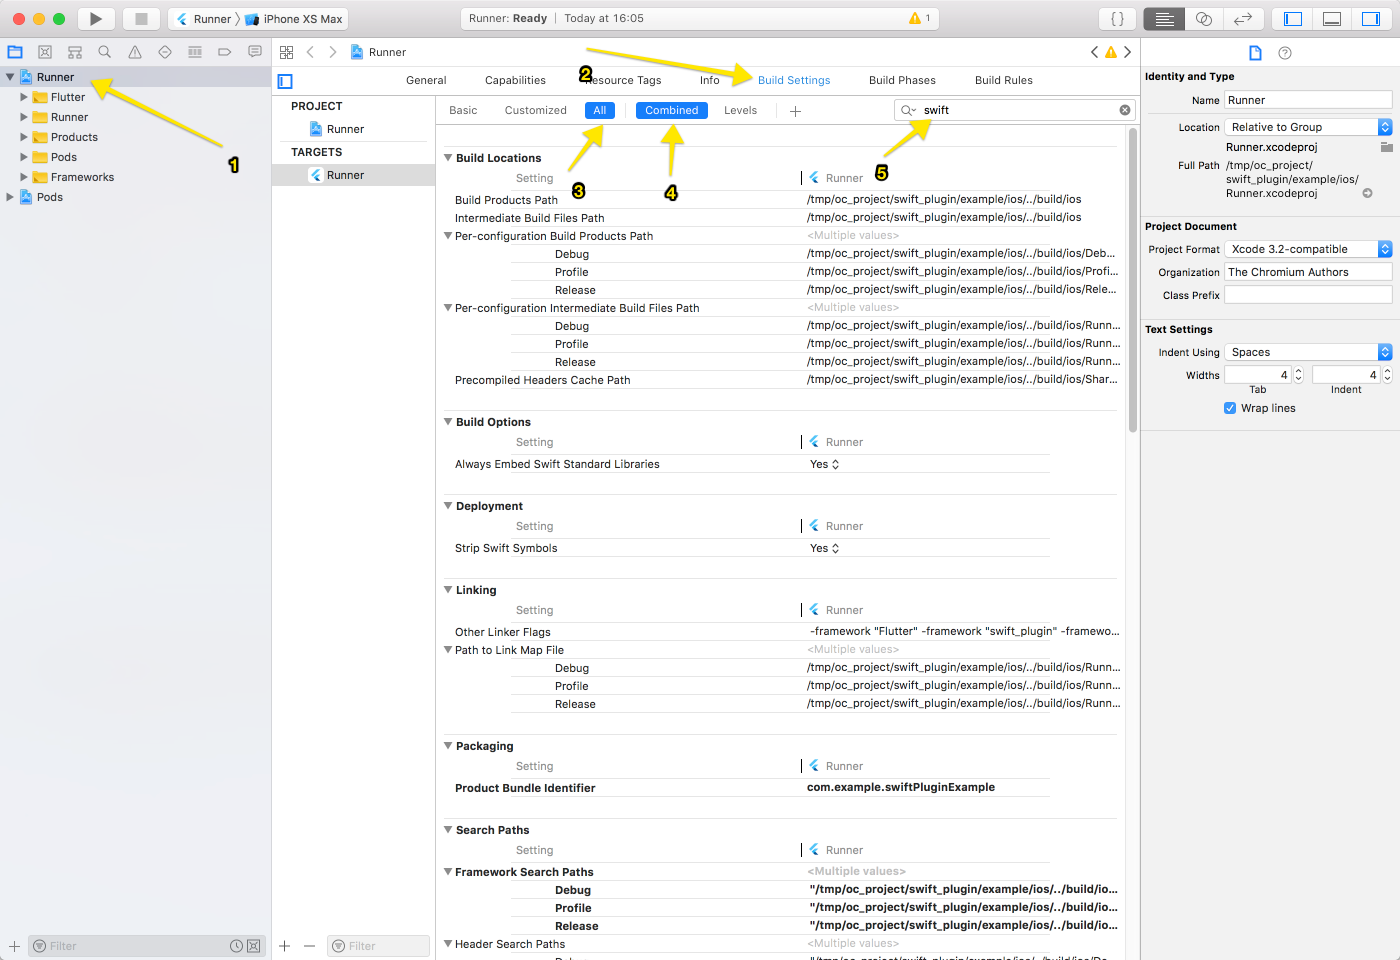 Runner 〉 iPhone XS Max
Runner: Ready | Today at 16:05
1
{ }
Runner
Runner
Flutter
Runner
Products
Pods
Frameworks
Pods
1
General
Capabilities
Resource Tags
Info
Build Settings
Build Phases
Build Rules
2
PROJECT
Runner
TARGETS
Runner
Basic
Customized
All
Combined
Levels
swift
3
4
5
Build Locations
Setting Runner
Build Products Path /tmp/oc_project/swift_plugin/example/ios/../build/ios
Intermediate Build Files Path /tmp/oc_project/swift_plugin/example/ios/../build/ios
Per-configuration Build Products Path <Multiple values>
Debug /tmp/oc_project/swift_plugin/example/ios/../build/ios/Deb...
Profile /tmp/oc_project/swift_plugin/example/ios/../build/ios/Profi...
Release /tmp/oc_project/swift_plugin/example/ios/../build/ios/Rele...
Per-configuration Intermediate Build Files Path <Multiple values>
Debug /tmp/oc_project/swift_plugin/example/ios/../build/ios/Runn...
Profile /tmp/oc_project/swift_plugin/example/ios/../build/ios/Runn...
Release /tmp/oc_project/swift_plugin/example/ios/../build/ios/Runn...
Precompiled Headers Cache Path /tmp/oc_project/swift_plugin/example/ios/../build/ios/Shar...
Build Options
Setting Runner
Always Embed Swift Standard Libraries Yes
Deployment
Setting Runner
Strip Swift Symbols Yes
Linking
Setting Runner
Other Linker Flags -framework "Flutter" -framework "swift_plugin" -framewo...
Path to Link Map File <Multiple values>
Debug /tmp/oc_project/swift_plugin/example/ios/../build/ios/Runn...
Profile /tmp/oc_project/swift_plugin/example/ios/../build/ios/Runn...
Release /tmp/oc_project/swift_plugin/example/ios/../build/ios/Runn...
Packaging
Setting Runner
Product Bundle Identifier com.example.swiftPluginExample
Search Paths
Setting Runner
Framework Search Paths <Multiple values>
Debug "/tmp/oc_project/swift_plugin/example/ios/../build/io...
Profile "/tmp/oc_project/swift_plugin/example/ios/../build/io...
Release "/tmp/oc_project/swift_plugin/example/ios/../build/io...
Header Search Paths <Multiple values>
Filter
Filter
Identity and Type
Name Runner
Location Relative to Group
Runner.xcodeproj
Full Path /tmp/oc_project/
swift_plugin/example/ios/
Runner.xcodeproj
Project Document
Project Format Xcode 3.2-compatible
Organization The Chromium Authors
Class Prefix
Text Settings
Indent Using Spaces
Widths 4 4
Tab Indent
Wrap lines